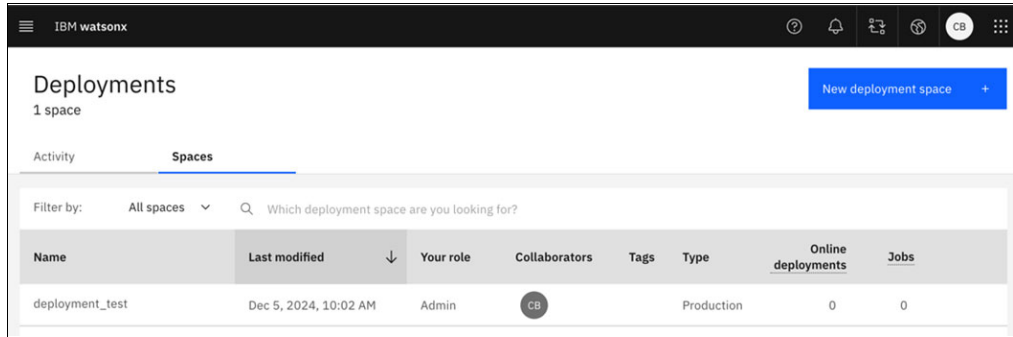 IBM watsonx CB
Deployments
1 space
New deployment space +
Activity Spaces
Filter by: All spaces Which deployment space are you looking for?
Name Last modified Your role Collaborators Tags Type Online deployments Jobs
deployment_test Dec 5, 2024, 10:02 AM Admin CB Production 0 0